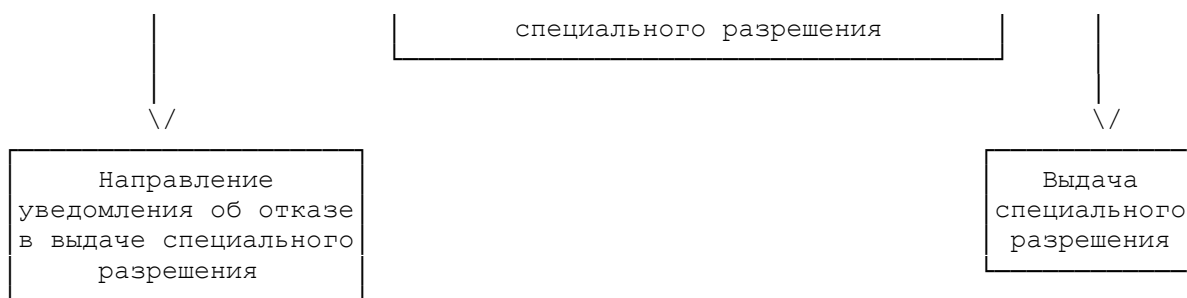 специального разрешения
Направление
уведомления об отказе
в выдаче специального
разрешения
Выдача
специального
разрешения